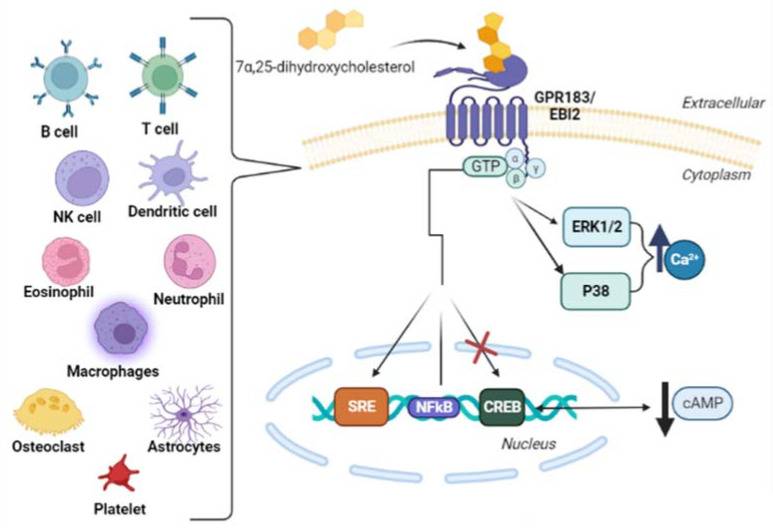 B cell
T cell
NK cell
Dendritic cell
Eosinophil
Neutrophil
Macrophages
Osteoclast
Astrocytes
Platelet
7α,25-dihydroxycholesterol
GPR183/
EBI2
Extracellular
Cytoplasm
GTP
α
β
γ
ERK1/2
P38
Ca²⁺
SRE
NFkB
CREB
cAMP
Nucleus